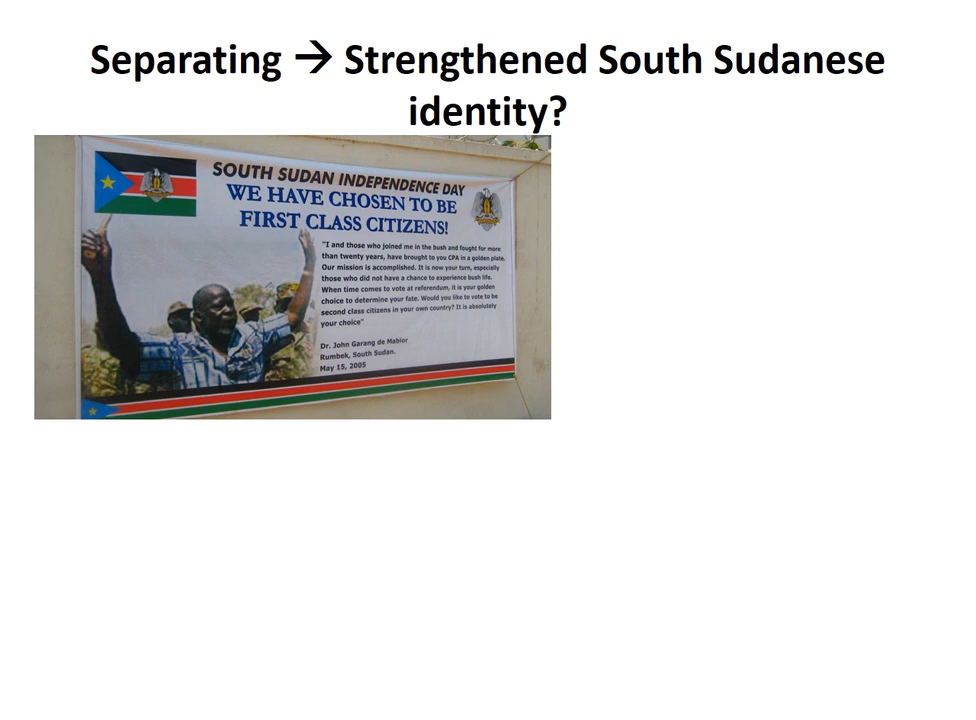 Separating → Strengthened South Sudanese
identity?
SOUTH SUDAN INDEPENDENCE DAY
WE HAVE CHOSEN TO BE
FIRST CLASS CITIZENS!
"I and those who joined me in the bush and fought for more
than twenty years, have brought to you CPA in a golden plate.
Our mission is accomplished. It is now your turn, especially
those who did not have a chance to experience bush life.
When time comes to vote at referendum, it is your golden
choice to determine your fate. Would you like to vote to be
second class citizens in your own country? It is absolutely
your choice"
Dr. John Garang de Mabior
Rumbek, South Sudan.
May 15, 2005